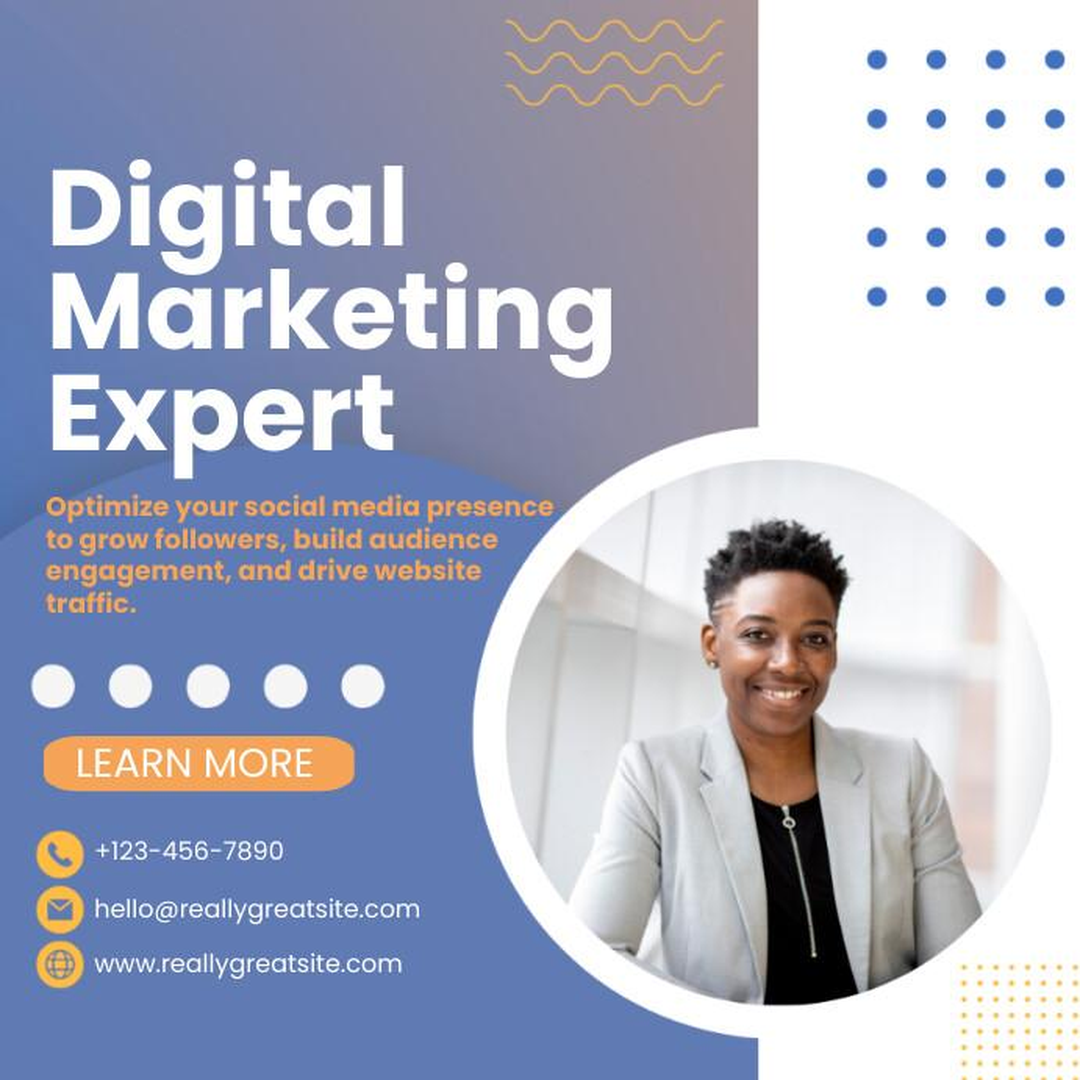 Digital
Marketing
Expert
Optimize your social media presence
to grow followers, build audience
engagement, and drive website
traffic.
LEARN MORE
+123-456-7890
hello@reallygreatsite.com
www.reallygreatsite.com